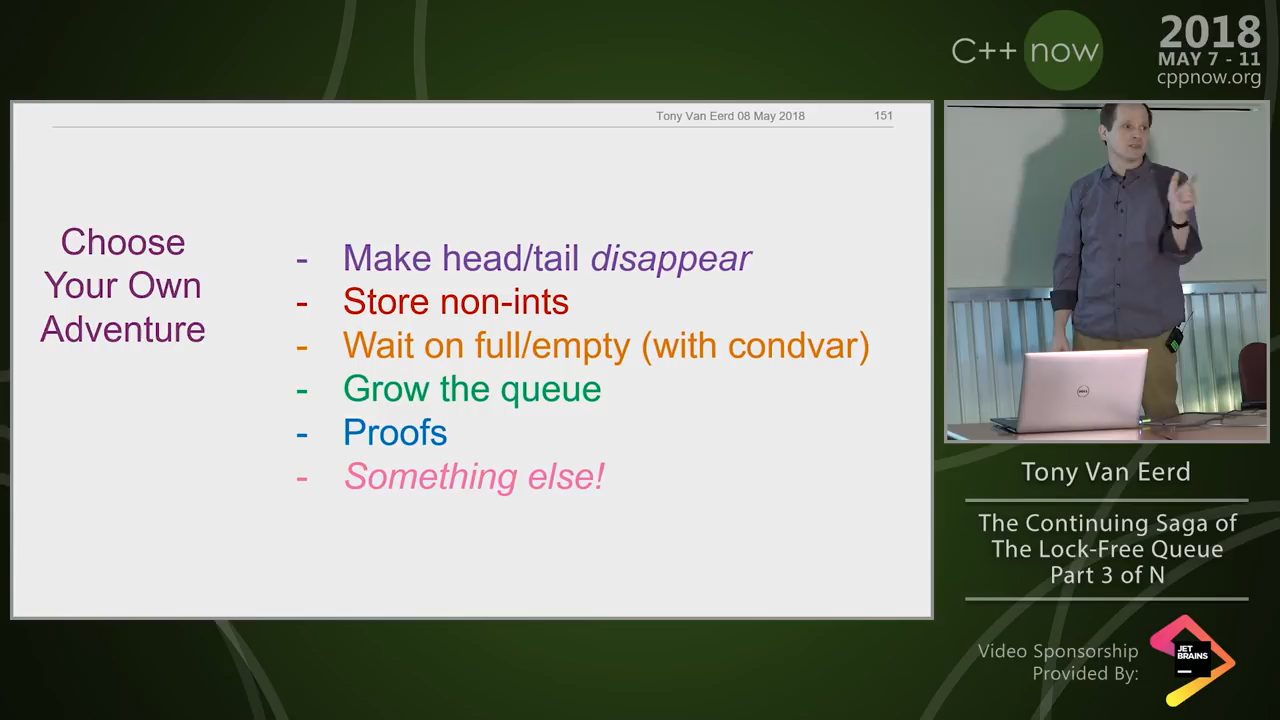 C++ now
2018
MAY 7 - 11
cppnow.org
Tony Van Eerd 08 May 2018 151
Choose
Your Own
Adventure
- Make head/tail disappear
- Store non-ints
- Wait on full/empty (with condvar)
- Grow the queue
- Proofs
- Something else!
DELL
Tony Van Eerd
The Continuing Saga of
The Lock-Free Queue
Part 3 of N
Video Sponsorship
Provided By:
JET
BRAINS